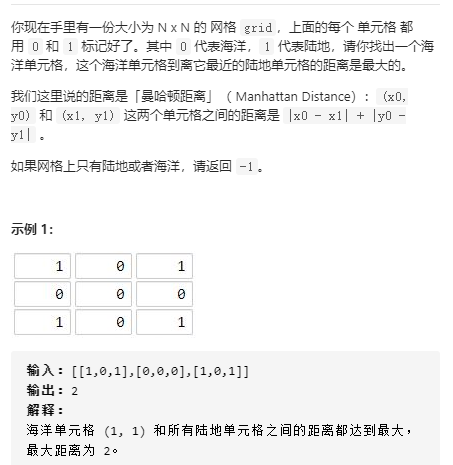 你现在手里有一份大小为 N x N 的 网格 grid，上面的每个 单元格 都
用 0 和 1 标记好了。其中 0 代表海洋，1 代表陆地，请你找出一个海
洋单元格，这个海洋单元格到离它最近的陆地单元格的距离是最大的。
我们这里说的距离是「曼哈顿距离」（ Manhattan Distance）：(x0,
y0) 和 (x1, y1) 这两个单元格之间的距离是 |x0 - x1| + |y0 -
y1| 。
如果网格上只有陆地或者海洋，请返回 -1。
示例 1：
1 0 1
0 0 0
1 0 1
输入：[[1,0,1],[0,0,0],[1,0,1]]
输出：2
解释：
海洋单元格 (1, 1) 和所有陆地单元格之间的距离都达到最大，
最大距离为 2。